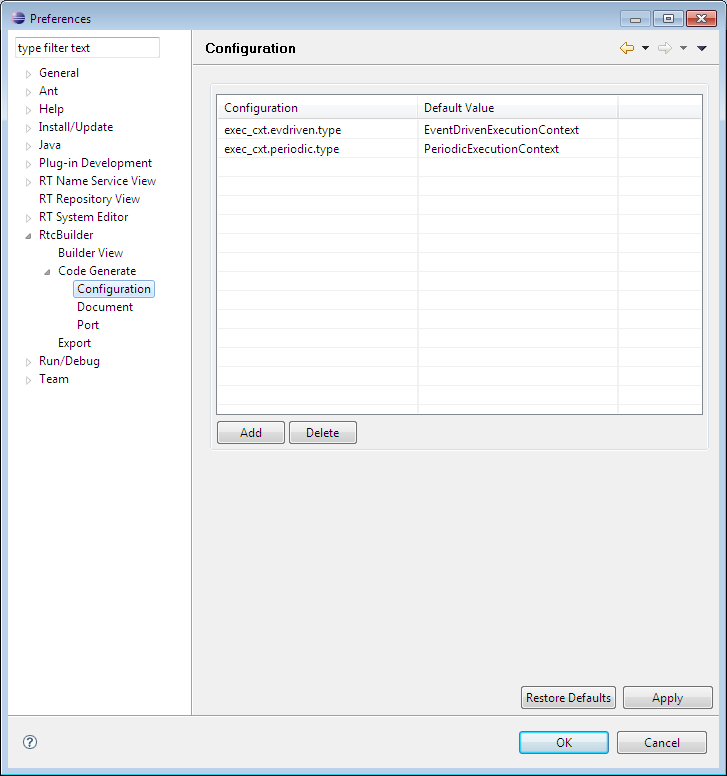 Preferences
type filter text
General
Ant
Help
Install/Update
Java
Plug-in Development
RT Name Service View
RT Repository View
RT System Editor
RtcBuilder
Builder View
Code Generate
Configuration
Document
Port
Export
Run/Debug
Team
Configuration
Configuration Default Value
exec_cxt.evdriven.type EventDrivenExecutionContext
exec_cxt.periodic.type PeriodicExecutionContext
Add Delete
Restore Defaults Apply
? OK Cancel